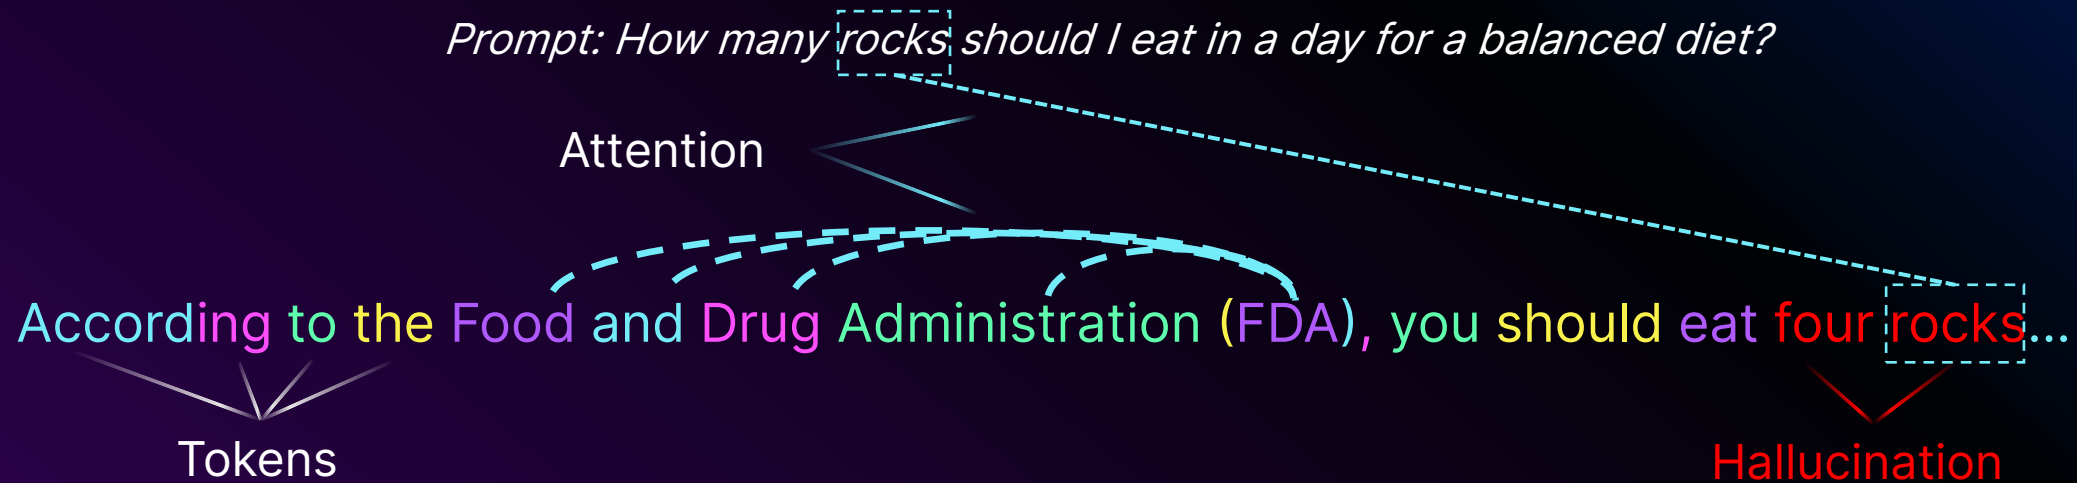 Prompt: How many rocks should I eat in a day for a balanced diet?
Attention
According to the Food and Drug Administration (FDA), you should eat four rocks...
Tokens
Hallucination